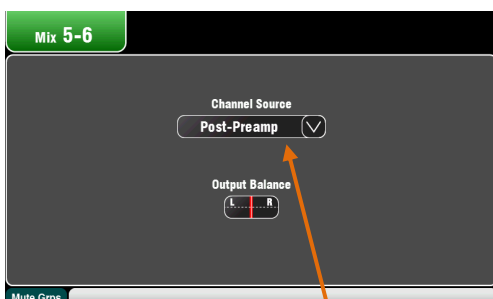 Mix 5-6
Channel Source
Post-Preamp
Output Balance
L R
Mute Grps